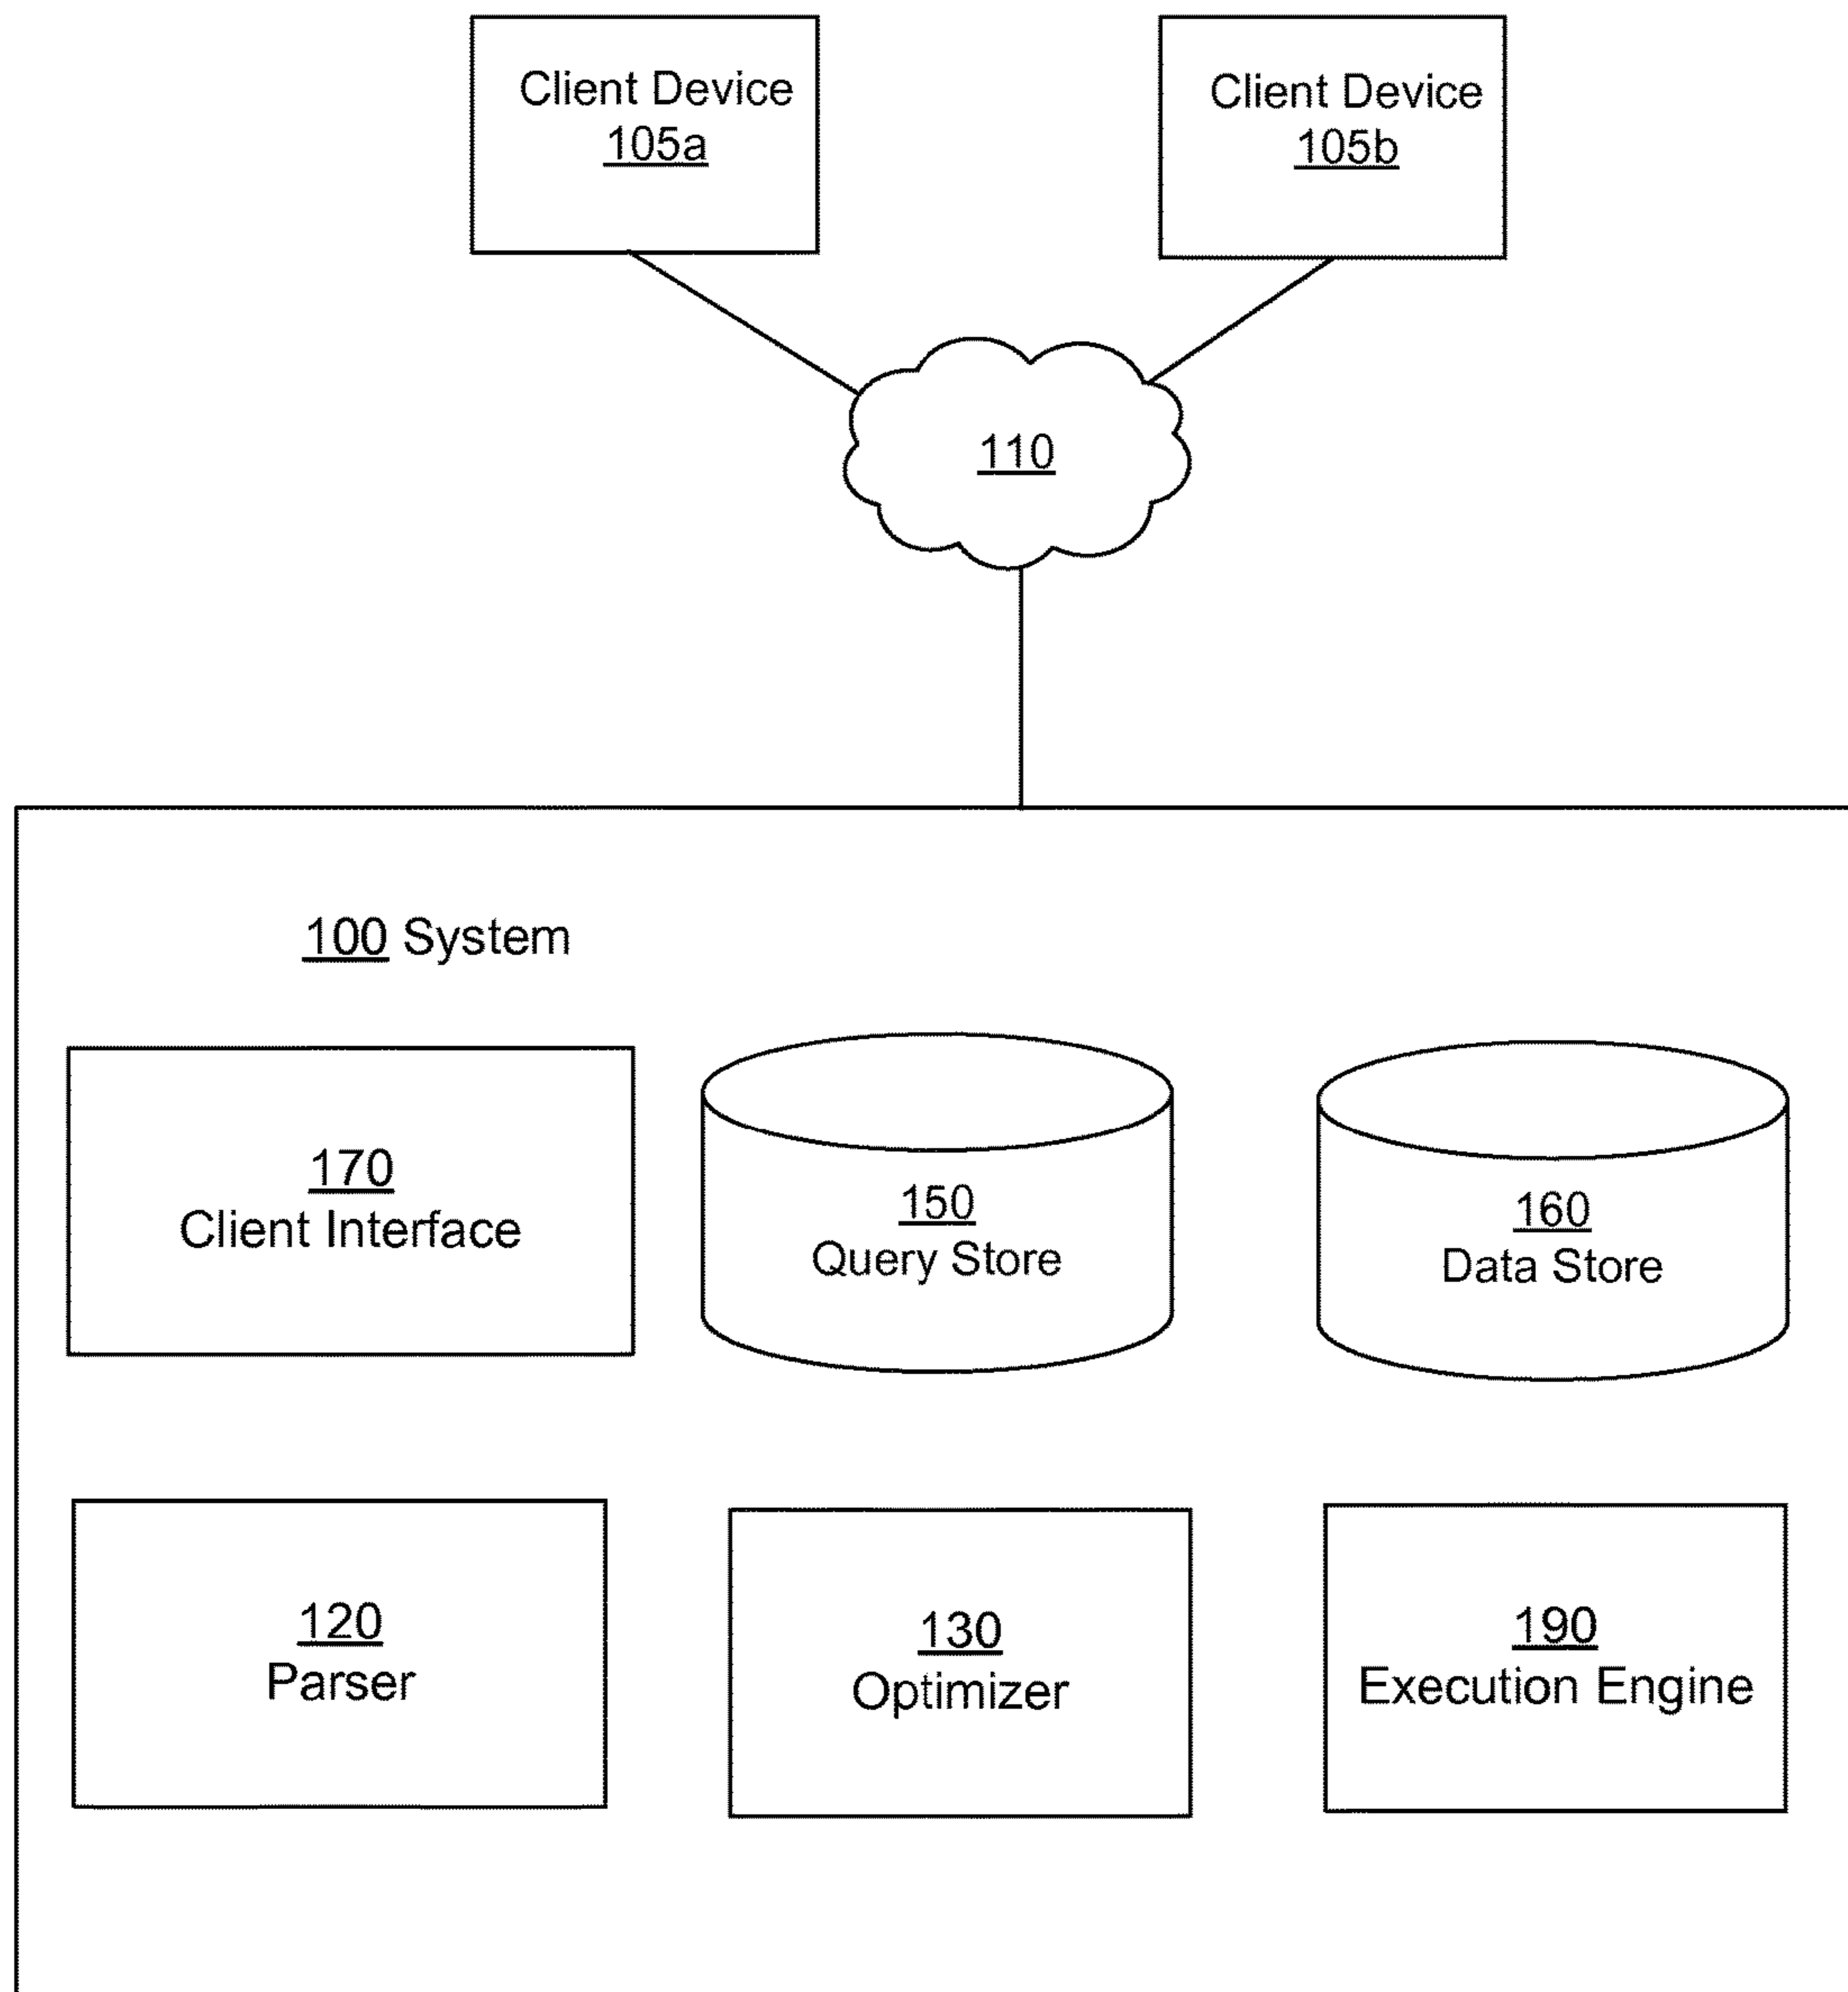 Client Device
105a
Client Device
105b
110
100 System
170
Client Interface
150
Query Store
160
Data Store
120
Parser
130
Optimizer
190
Execution Engine